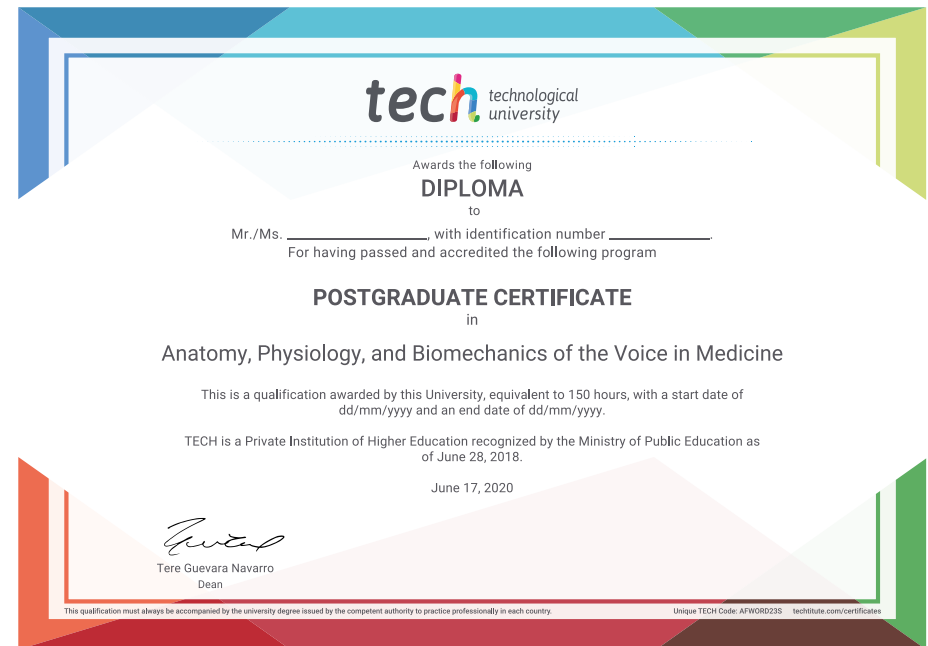 tech technological
university
Awards the following
DIPLOMA
to
Mr./Ms. ____________________, with identification number ______________.
For having passed and accredited the following program
POSTGRADUATE CERTIFICATE
in
Anatomy, Physiology, and Biomechanics of the Voice in Medicine
This is a qualification awarded by this University, equivalent to 150 hours, with a start date of
dd/mm/yyyy and an end date of dd/mm/yyyy.
TECH is a Private Institution of Higher Education recognized by the Ministry of Public Education as
of June 28, 2018.
June 17, 2020
Tere Guevara Navarro
Dean
This qualification must always be accompanied by the university degree issued by the competent authority to practice professionally in each country. Unique TECH Code: AFWORD23S techtitute.com/certificates